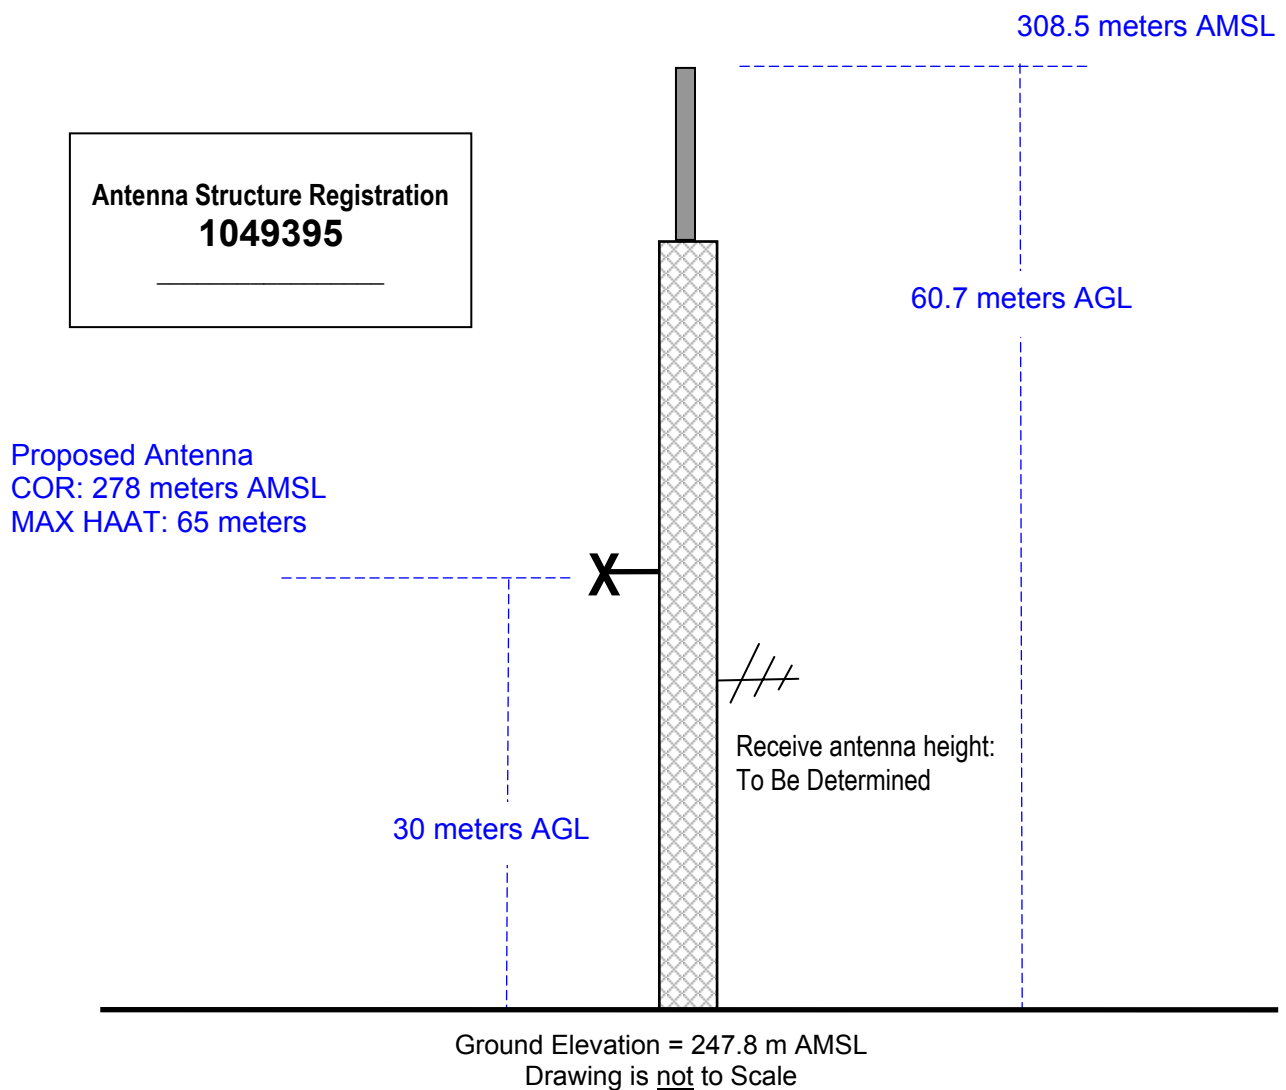 308.5 meters AMSL
Antenna Structure Registration
1049395
60.7 meters AGL
Proposed Antenna
COR: 278 meters AMSL
MAX HAAT: 65 meters
X
Receive antenna height:
To Be Determined
30 meters AGL
Ground Elevation = 247.8 m AMSL
Drawing is not to Scale